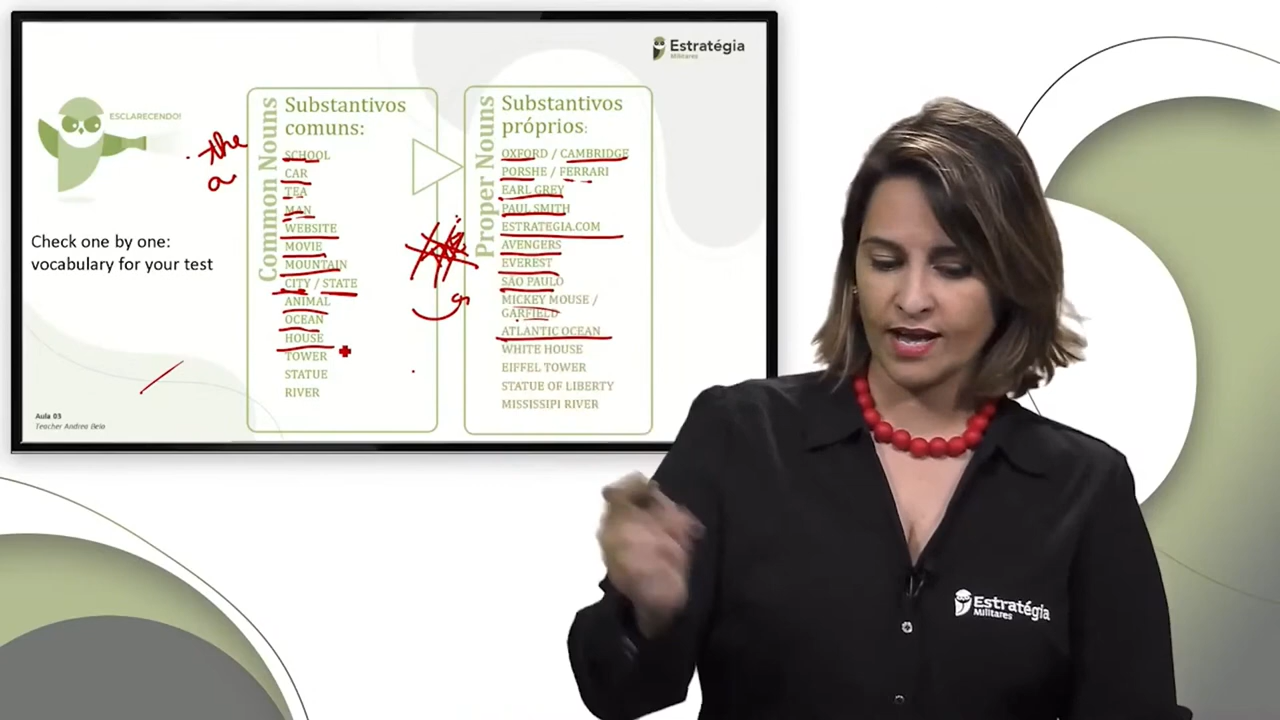 Estratégia
Militares
ESCLARECENDO!
the
a
Check one by one:
vocabulary for your test
Aula 03
Teacher Andrea Belo
Common Nouns
Substantivos
comuns:
SCHOOL
CAR
TEA
MAN
WEBSITE
MOVIE
MOUNTAIN
CITY / STATE
ANIMAL
OCEAN
HOUSE
TOWER
STATUE
RIVER
Proper Nouns
Substantivos
próprios:
OXFORD / CAMBRIDGE
PORSHE / FERRARI
EARL GREY
PAUL SMITH
ESTRATEGIA.COM
AVENGERS
EVEREST
SÃO PAULO
MICKEY MOUSE /
GARFIELD
ATLANTIC OCEAN
WHITE HOUSE
EIFFEL TOWER
STATUE OF LIBERTY
MISSISSIPI RIVER
Estratégia
Militares